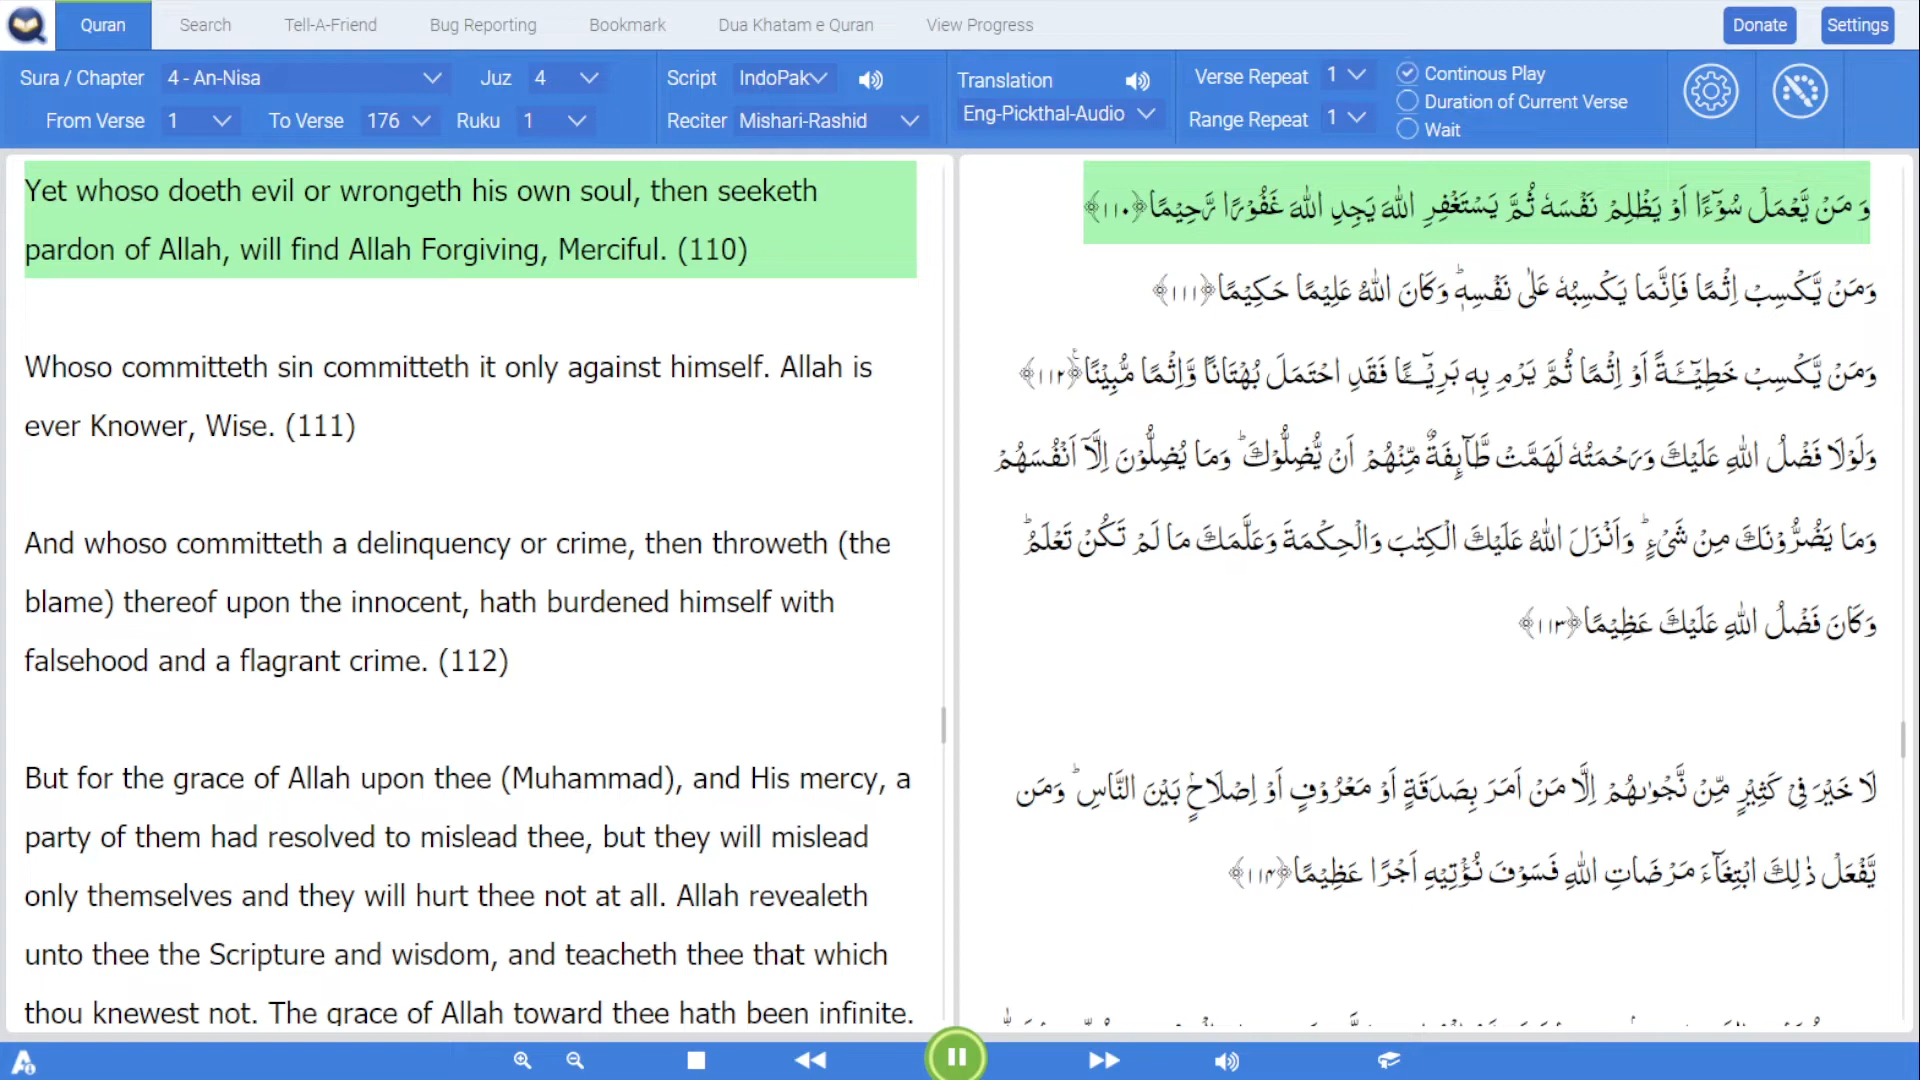 Quran Search Tell-A-Friend Bug Reporting Bookmark Dua Khatam e Quran View Progress Donate Settings
Sura / Chapter 4 - An-Nisa Juz 4 Script IndoPak Translation Verse Repeat 1 Continous Play
Duration of Current Verse
From Verse 1 To Verse 176 Ruku 1 Reciter Mishari-Rashid Eng-Pickthal-Audio Range Repeat 1 Wait
Yet whoso doeth evil or wrongeth his own soul, then seeketh
pardon of Allah, will find Allah Forgiving, Merciful. (110)
Whoso committeth sin committeth it only against himself. Allah is
ever Knower, Wise. (111)
And whoso committeth a delinquency or crime, then throweth (the
blame) thereof upon the innocent, hath burdened himself with
falsehood and a flagrant crime. (112)
But for the grace of Allah upon thee (Muhammad), and His mercy, a
party of them had resolved to mislead thee, but they will mislead
only themselves and they will hurt thee not at all. Allah revealeth
unto thee the Scripture and wisdom, and teacheth thee that which
thou knewest not. The grace of Allah toward thee hath been infinite.
وَ مَنْ يَّعْمَلْ سُوْٓءًا اَوْ يَظْلِمْ نَفْسَهٗ ثُمَّ يَسْتَغْفِرِ اللّٰهَ يَجِدِ اللّٰهَ غَفُوْرًا رَّحِيْمًا﴿۱۱۰﴾
وَمَنْ يَّكْسِبْ اِثْمًا فَاِنَّمَا يَكْسِبُهٗ عَلٰى نَفْسِهٖ‌ؕ وَكَانَ اللّٰهُ عَلِيْمًا حَكِيْمًا﴿۱۱۱﴾
وَمَنْ يَّكْسِبْ خَطِيْٓــَٔةً اَوْ اِثْمًا ثُمَّ يَرْمِ بِهٖ بَرِيْٓـــًٔا فَقَدِ احْتَمَلَ بُهْتَانًا وَّاِثْمًا مُّبِيْنًا‏﴿۱۱۲﴾
وَلَوْلَا فَضْلُ اللّٰهِ عَلَيْكَ وَرَحْمَتُهٗ لَهَمَّتْ طَّآٮِٕفَةٌ مِّنْهُمْ اَنْ يُّضِلُّوْكَؕ وَمَا يُضِلُّوْنَ اِلَّاۤ اَنْفُسَهُمْ
وَمَا يَضُرُّوْنَكَ مِنْ شَىْءٍؕ وَاَنْزَلَ اللّٰهُ عَلَيْكَ الْكِتٰبَ وَالْحِكْمَةَ وَعَلَّمَكَ مَا لَمْ تَكُنْ تَعْلَمُؕ
وَكَانَ فَضْلُ اللّٰهِ عَلَيْكَ عَظِيْمًا﴿۱۱۳﴾
لَا خَيْرَ فِىْ كَثِيْرٍ مِّنْ نَّجْوٰٮهُمْ اِلَّا مَنْ اَمَرَ بِصَدَقَةٍ اَوْ مَعْرُوْفٍ اَوْ اِصْلَاحٍۢ بَيْنَ النَّاسِؕ وَمَن
يَّفْعَلْ ذٰلِكَ ابْتِغَآءَ مَرْضَاتِ اللّٰهِ فَسَوْفَ نُؤْتِيْهِ اَجْرًا عَظِيْمًا﴿۱۱۴﴾